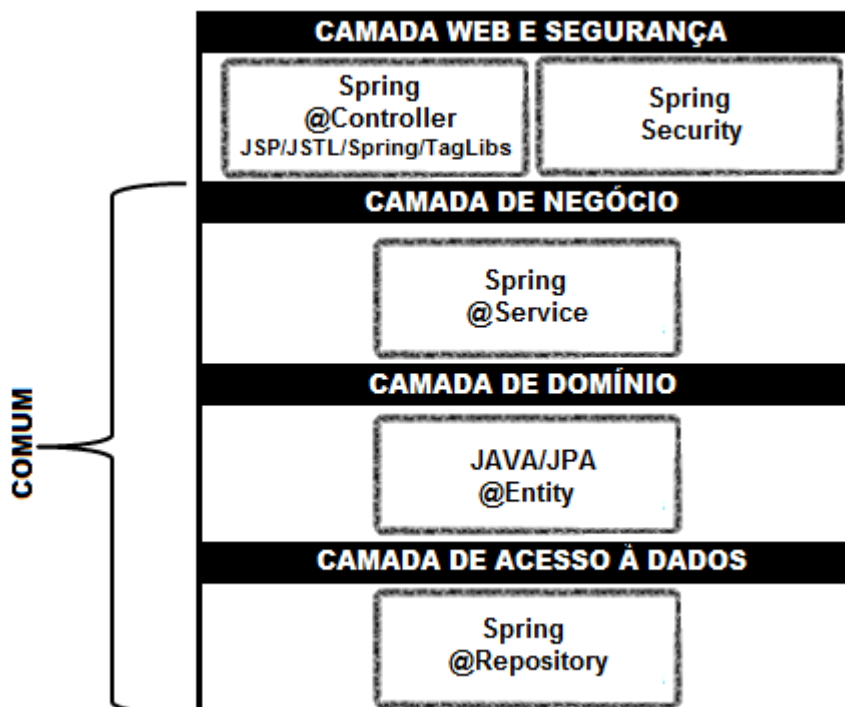 CAMADA WEB E SEGURANÇA
Spring
@Controller
JSP/JSTL/Spring/TagLibs
Spring
Security
CAMADA DE NEGÓCIO
Spring
@Service
CAMADA DE DOMÍNIO
JAVA/JPA
@Entity
COMUM
CAMADA DE ACESSO À DADOS
Spring
@Repository